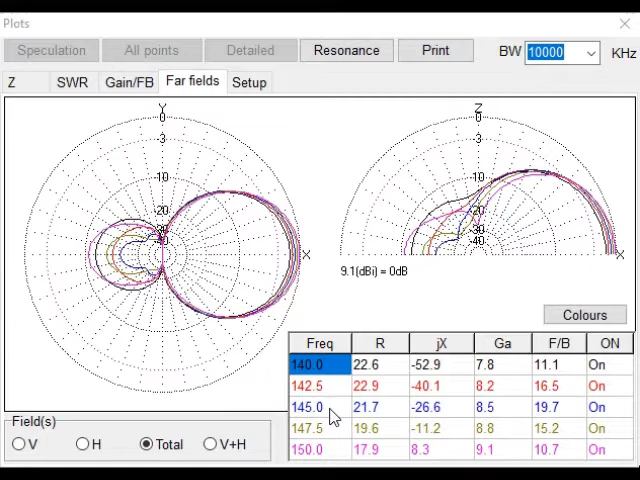 Plots
Speculation All points Detailed Resonance Print BW 10000 KHz
Z SWR Gain/FB Far fields Setup
Y Z
0 0
-3 -3
-10 -10
-20 -20
-30 -30
-40 -40
X X
9.1(dBi) = 0dB
Colours
Freq R jX Ga F/B ON
140.0 22.6 -52.9 7.8 11.1 On
142.5 22.9 -40.1 8.2 16.5 On
145.0 21.7 -26.6 8.5 19.7 On
147.5 19.6 -11.2 8.8 15.2 On
150.0 17.9 8.3 9.1 10.7 On
Field(s)
V H Total V+H